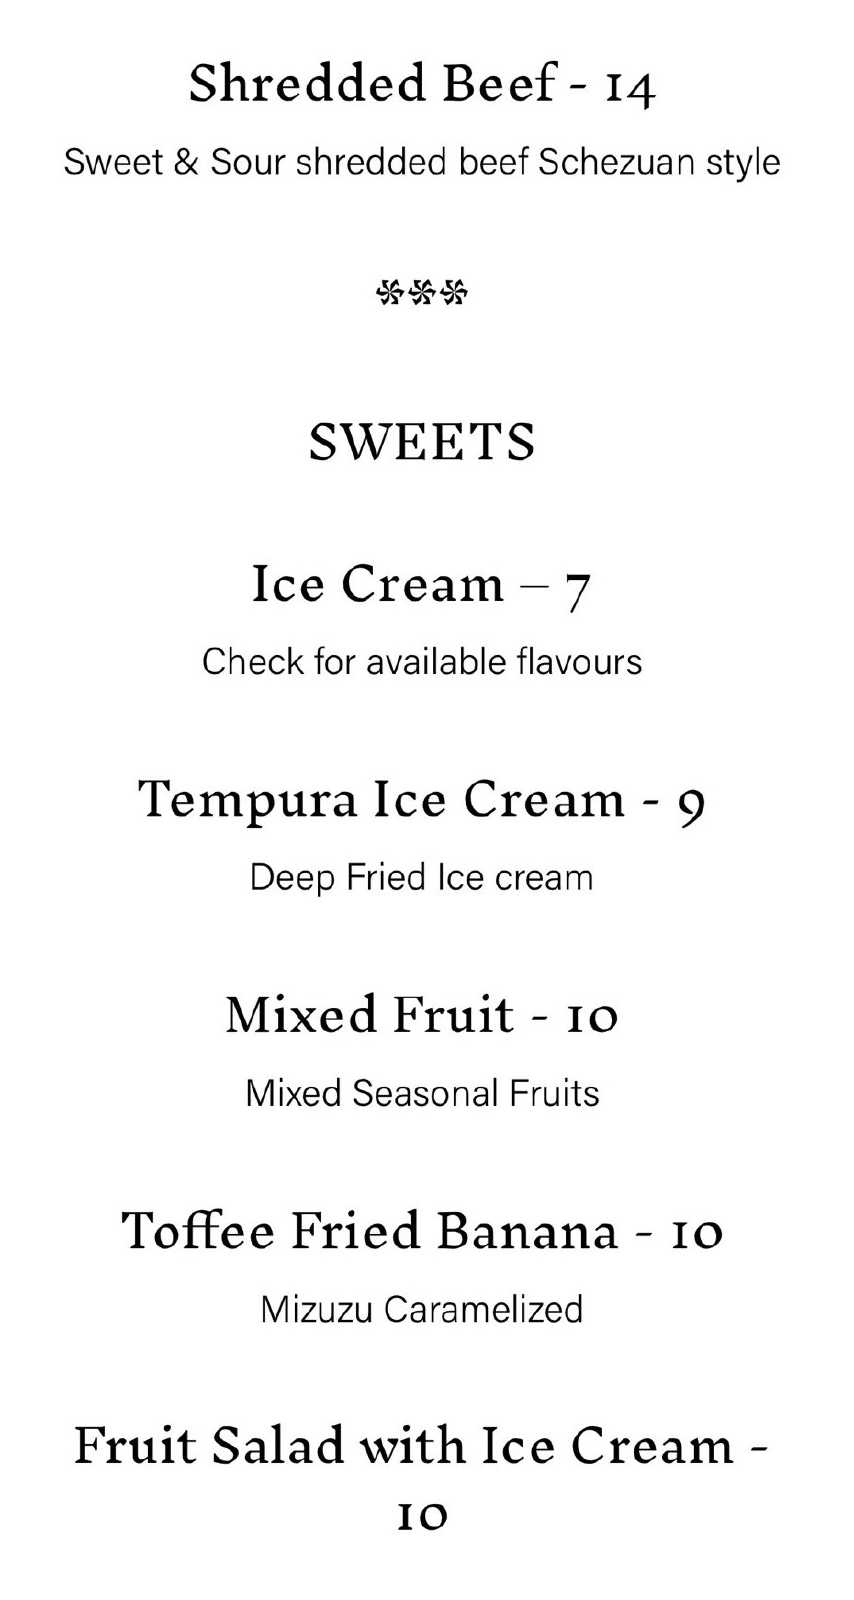 Shredded Beef - 14
Sweet & Sour shredded beef Schezuan style
SWEETS
Ice Cream – 7
Check for available flavours
Tempura Ice Cream - 9
Deep Fried Ice cream
Mixed Fruit - 10
Mixed Seasonal Fruits
Toffee Fried Banana - 10
Mizuzu Caramelized
Fruit Salad with Ice Cream -
10